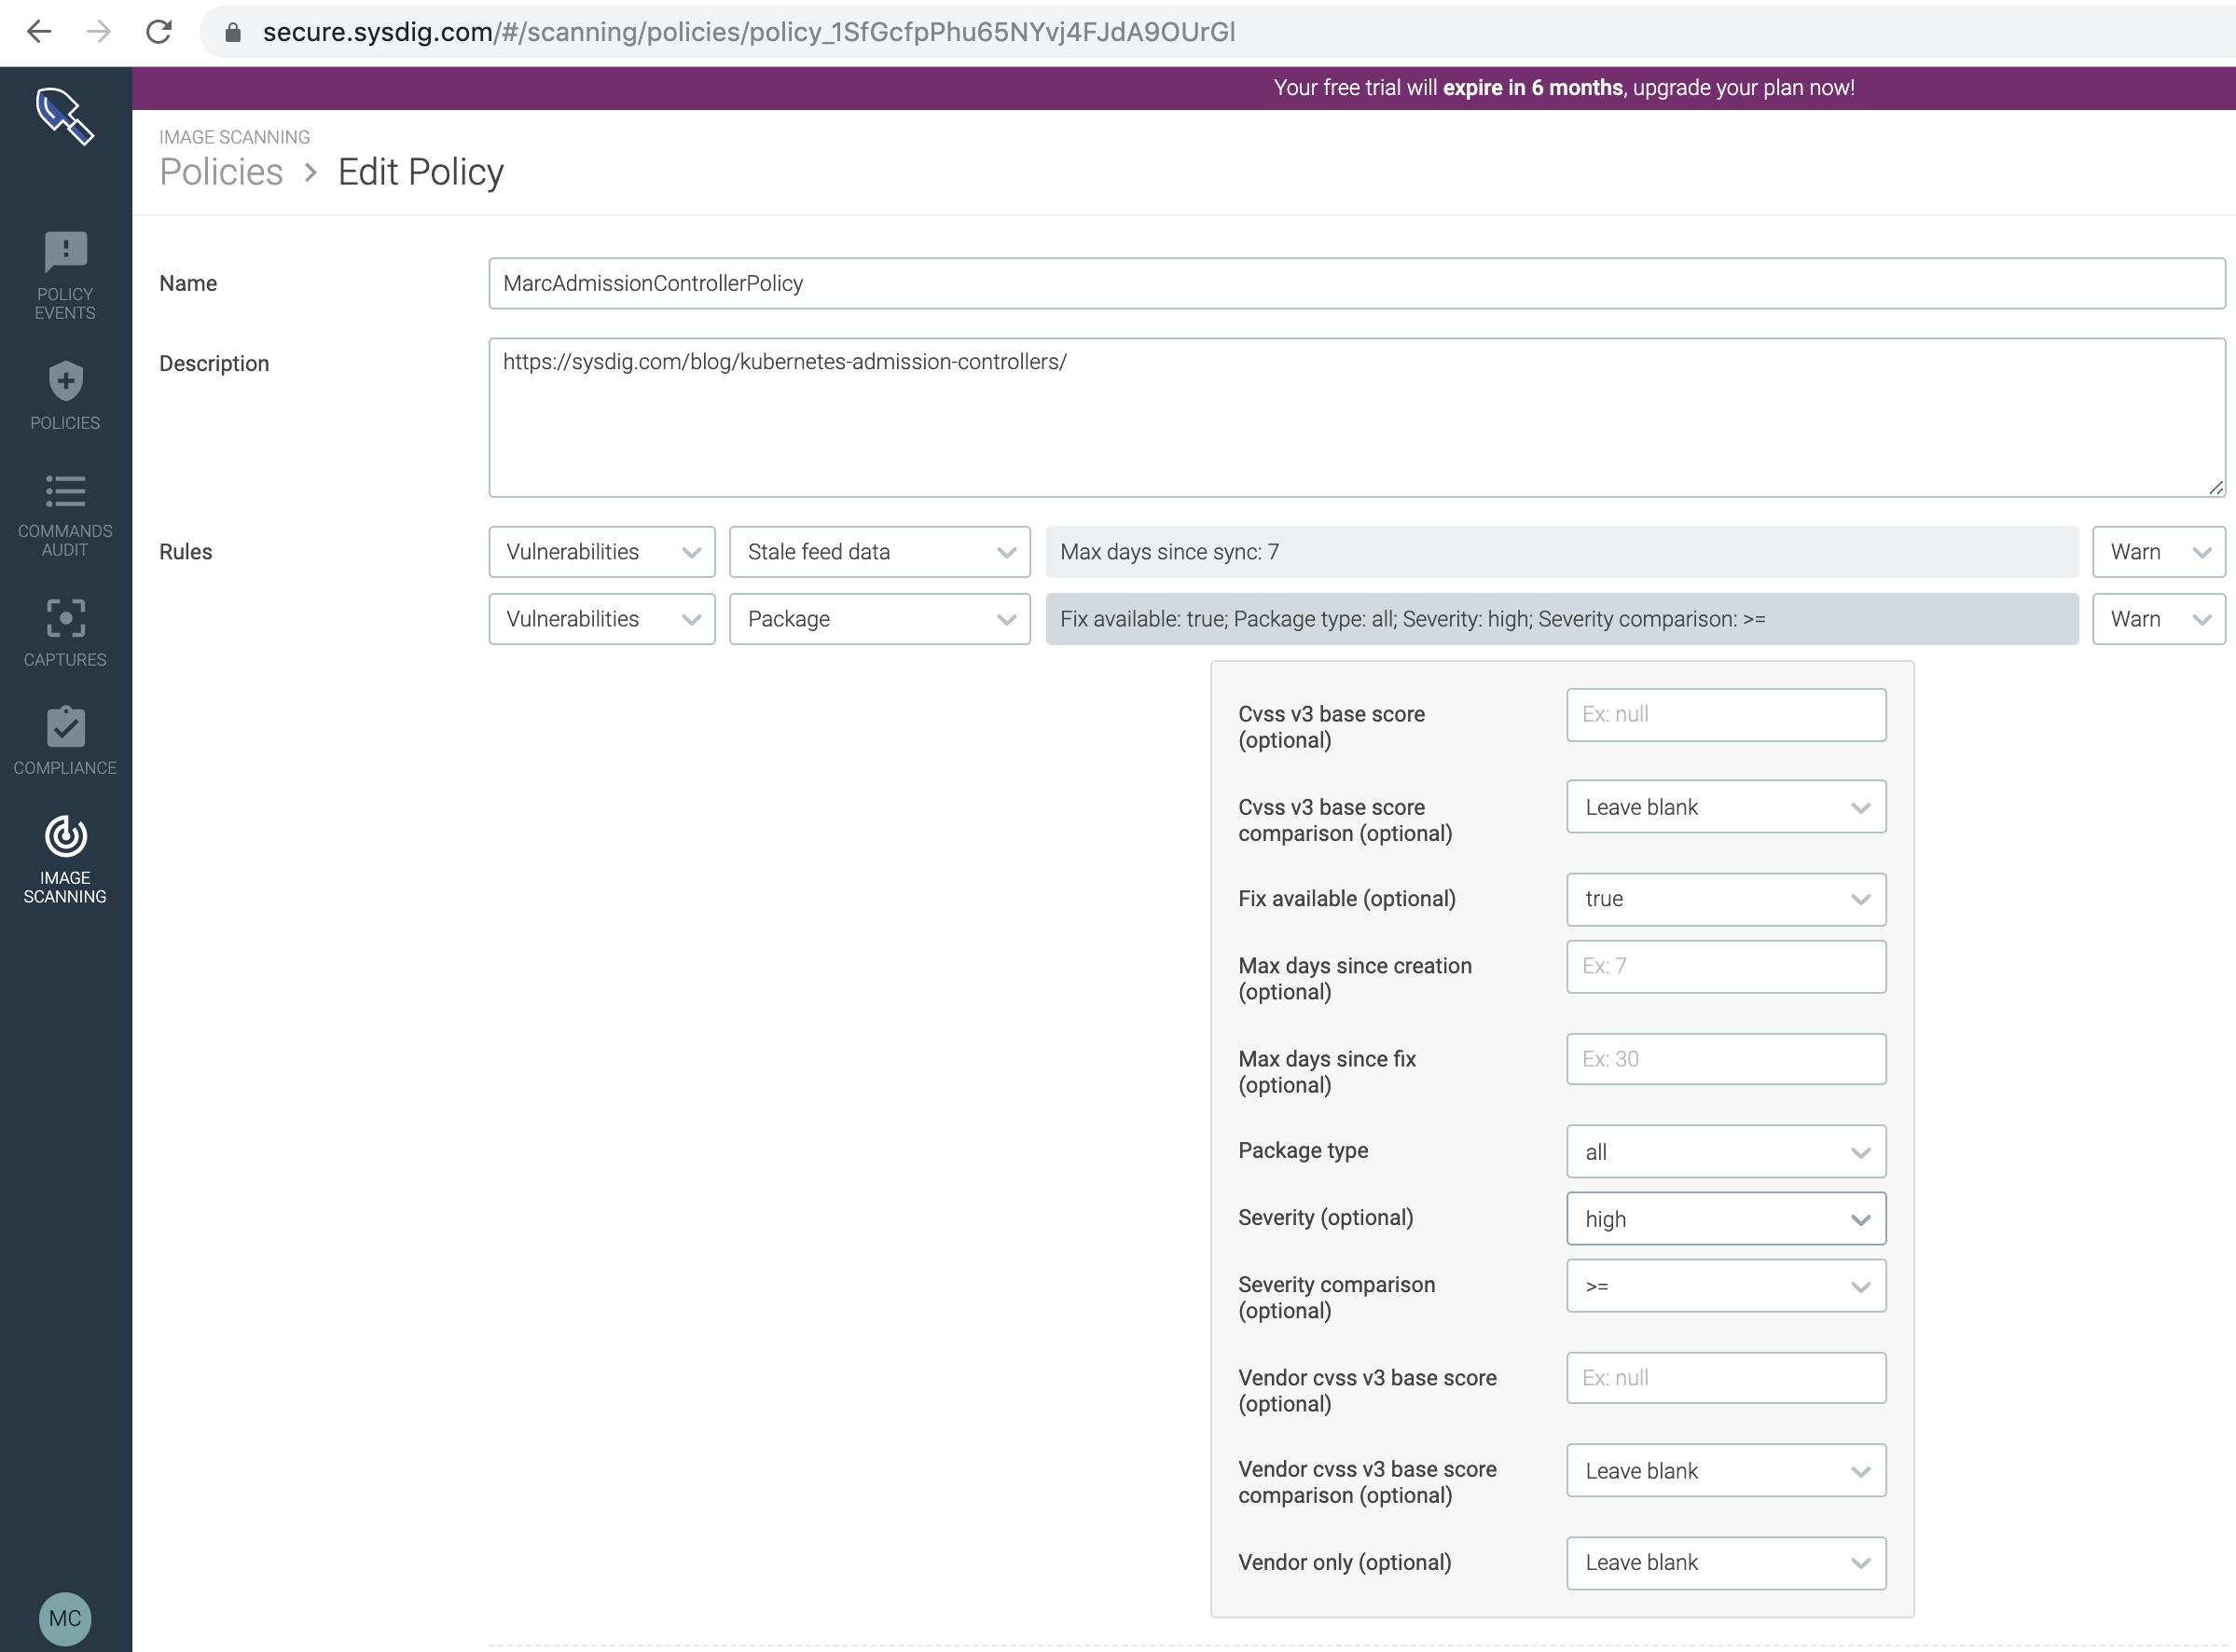 secure.sysdig.com/#/scanning/policies/policy_1SfGcfpPhu65NYvj4FJdA9OUrGl
Your free trial will expire in 6 months, upgrade your plan now!
IMAGE SCANNING
Policies > Edit Policy
POLICY
EVENTS
POLICIES
COMMANDS
AUDIT
CAPTURES
COMPLIANCE
IMAGE
SCANNING
MC
Name
MarcAdmissionControllerPolicy
Description
https://sysdig.com/blog/kubernetes-admission-controllers/
Rules
Vulnerabilities Stale feed data Max days since sync: 7 Warn
Vulnerabilities Package Fix available: true; Package type: all; Severity: high; Severity comparison: >= Warn
Cvss v3 base score
(optional)
Ex: null
Cvss v3 base score
comparison (optional)
Leave blank
Fix available (optional)
true
Max days since creation
(optional)
Ex: 7
Max days since fix
(optional)
Ex: 30
Package type
all
Severity (optional)
high
Severity comparison
(optional)
>=
Vendor cvss v3 base score
(optional)
Ex: null
Vendor cvss v3 base score
comparison (optional)
Leave blank
Vendor only (optional)
Leave blank